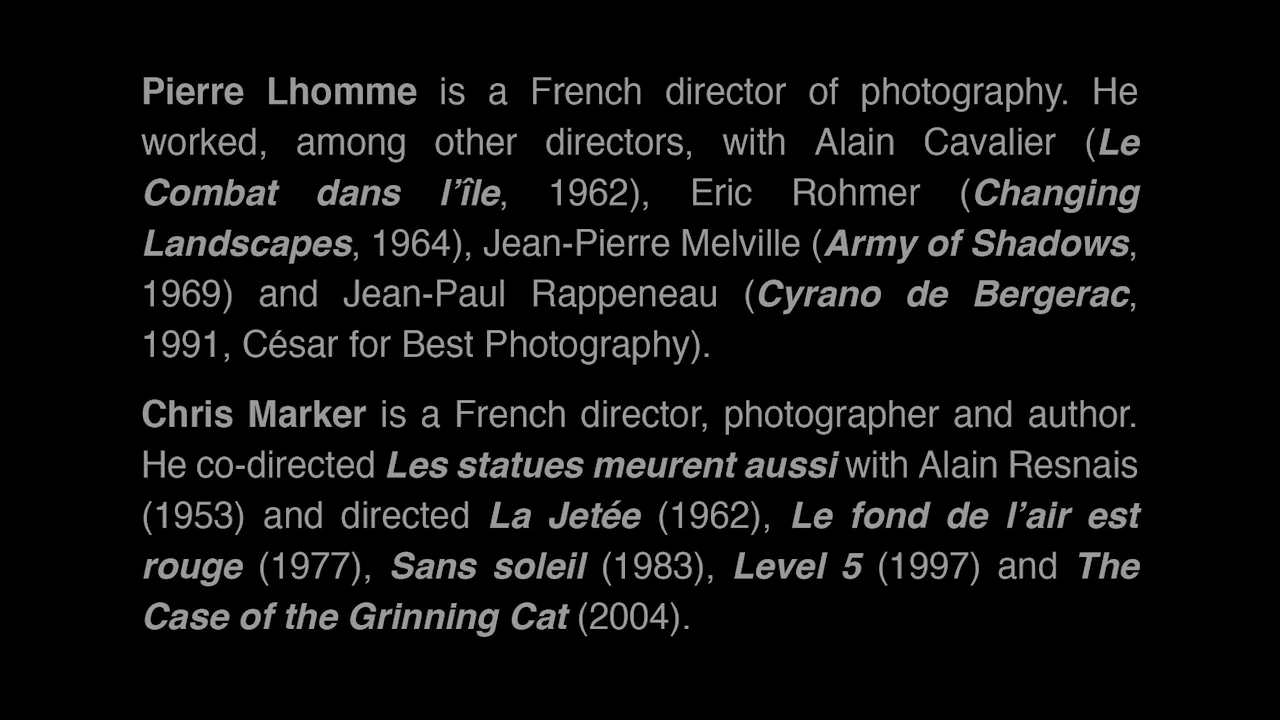 Pierre Lhomme is a French director of photography. He
worked, among other directors, with Alain Cavalier (Le
Combat dans l’île, 1962), Eric Rohmer (Changing
Landscapes, 1964), Jean-Pierre Melville (Army of Shadows,
1969) and Jean-Paul Rappeneau (Cyrano de Bergerac,
1991, César for Best Photography).
Chris Marker is a French director, photographer and author.
He co-directed Les statues meurent aussi with Alain Resnais
(1953) and directed La Jetée (1962), Le fond de l’air est
rouge (1977), Sans soleil (1983), Level 5 (1997) and The
Case of the Grinning Cat (2004).